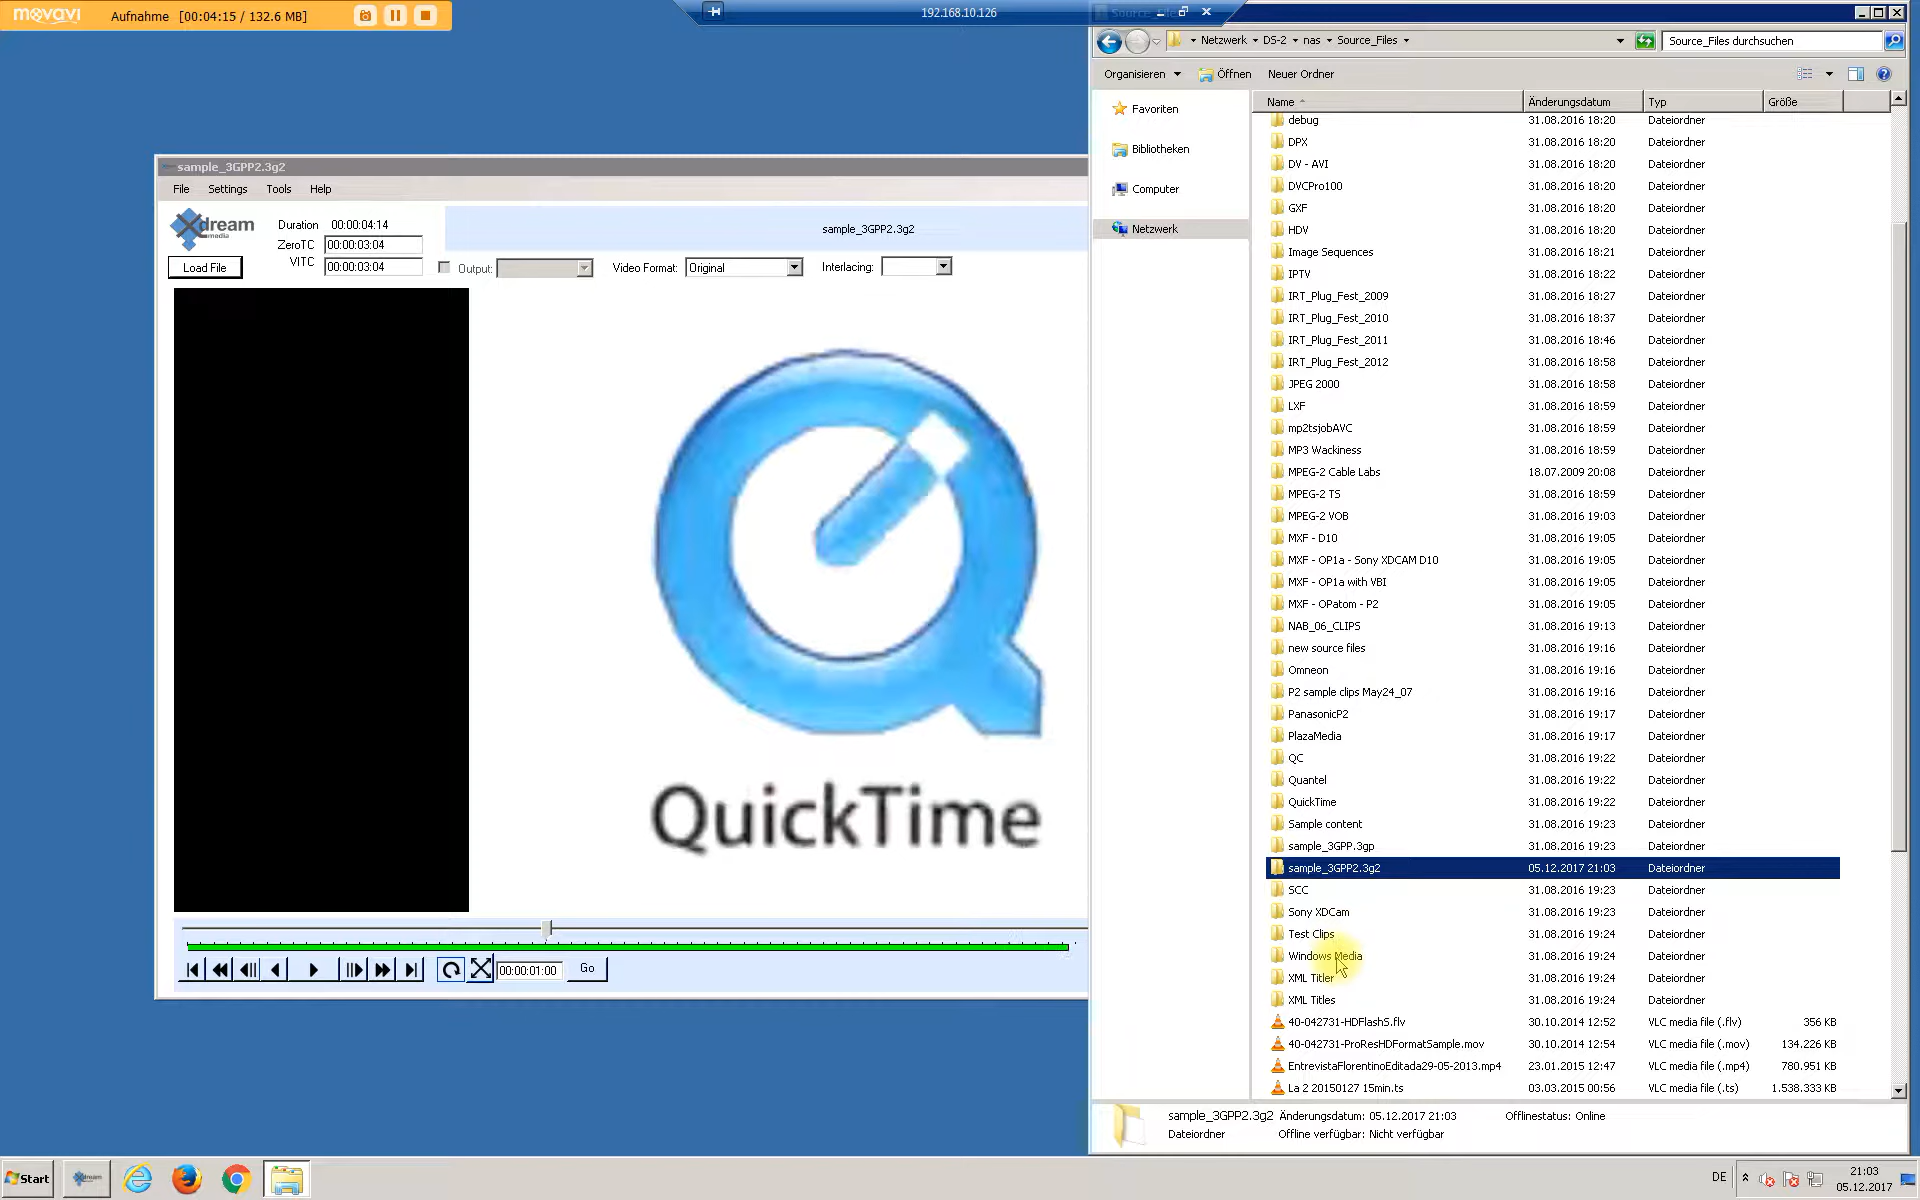 movavi Aufnahme [00:04:15 / 132.6 MB]
192.168.10.126
Netzwerk DS-2 nas Source_Files
Source_Files durchsuchen
Organisieren Öffnen Neuer Ordner
Favoriten
Bibliotheken
Computer
Netzwerk
Name Änderungsdatum Typ Größe
debug 31.08.2016 18:20 Dateiordner
DPX 31.08.2016 18:20 Dateiordner
DV - AVI 31.08.2016 18:20 Dateiordner
DVCPro100 31.08.2016 18:20 Dateiordner
GXF 31.08.2016 18:20 Dateiordner
HDV 31.08.2016 18:20 Dateiordner
Image Sequences 31.08.2016 18:21 Dateiordner
IPTV 31.08.2016 18:22 Dateiordner
IRT_Plug_Fest_2009 31.08.2016 18:27 Dateiordner
IRT_Plug_Fest_2010 31.08.2016 18:37 Dateiordner
IRT_Plug_Fest_2011 31.08.2016 18:46 Dateiordner
IRT_Plug_Fest_2012 31.08.2016 18:58 Dateiordner
JPEG 2000 31.08.2016 18:58 Dateiordner
LXF 31.08.2016 18:59 Dateiordner
mp2tsjobAVC 31.08.2016 18:59 Dateiordner
MP3 Wackiness 31.08.2016 18:59 Dateiordner
MPEG-2 Cable Labs 18.07.2009 20:08 Dateiordner
MPEG-2 TS 31.08.2016 18:59 Dateiordner
MPEG-2 VOB 31.08.2016 19:03 Dateiordner
MXF - D10 31.08.2016 19:05 Dateiordner
MXF - OP1a - Sony XDCAM D10 31.08.2016 19:05 Dateiordner
MXF - OP1a with VBI 31.08.2016 19:05 Dateiordner
MXF - OPatom - P2 31.08.2016 19:05 Dateiordner
NAB_06_CLIPS 31.08.2016 19:13 Dateiordner
new source files 31.08.2016 19:16 Dateiordner
Omneon 31.08.2016 19:16 Dateiordner
P2 sample clips May24_07 31.08.2016 19:16 Dateiordner
PanasonicP2 31.08.2016 19:17 Dateiordner
PlazaMedia 31.08.2016 19:17 Dateiordner
QC 31.08.2016 19:22 Dateiordner
Quantel 31.08.2016 19:22 Dateiordner
QuickTime 31.08.2016 19:22 Dateiordner
Sample content 31.08.2016 19:23 Dateiordner
sample_3GPP.3gp 31.08.2016 19:23 Dateiordner
sample_3GPP2.3g2 05.12.2017 21:03 Dateiordner
SCC 31.08.2016 19:23 Dateiordner
Sony XDCam 31.08.2016 19:23 Dateiordner
Test Clips 31.08.2016 19:24 Dateiordner
Windows Media 31.08.2016 19:24 Dateiordner
XML Titler 31.08.2016 19:24 Dateiordner
XML Titles 31.08.2016 19:24 Dateiordner
40-042731-HDFlashS.flv 30.10.2014 12:52 VLC media file (.flv) 356 KB
40-042731-ProResHDFormatSample.mov 30.10.2014 12:54 VLC media file (.mov) 134.226 KB
EntrevistaFlorentinoEditada29-05-2013.mp4 23.01.2015 12:47 VLC media file (.mp4) 780.951 KB
La 2 20150127 15min.ts 03.03.2015 00:56 VLC media file (.ts) 1.538.333 KB
sample_3GPP2.3g2 Änderungsdatum: 05.12.2017 21:03 Offlinestatus: Online
Dateiordner Offline verfügbar: Nicht verfügbar
sample_3GPP2.3g2
File Settings Tools Help
Xdream media
Duration 00:00:04:14
ZeroTC 00:00:03:04
VITC 00:00:03:04
sample_3GPP2.3g2
Load File
Output: Video Format: Original Interlacing:
QuickTime
00:00:01:00 Go
Start
DE
21:03
05.12.2017